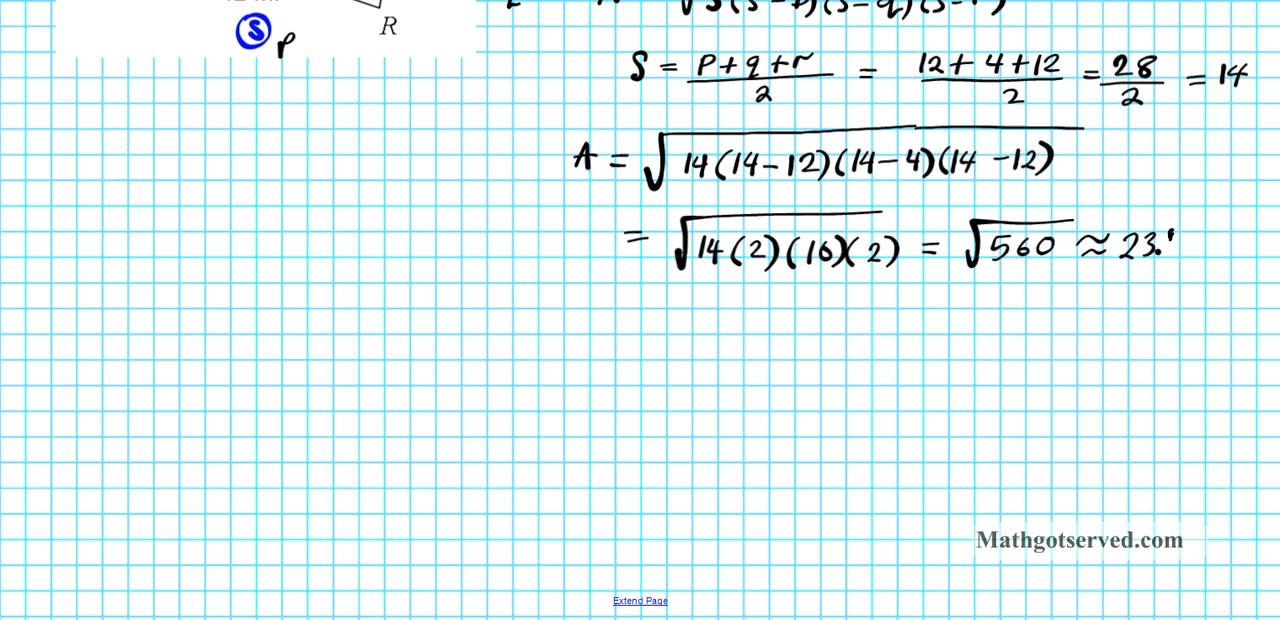 S P
R
S = p + q + r / 2 = 12 + 4 + 12 / 2 = 28 / 2 = 14
A = √14(14-12)(14-4)(14-12)
= √14(2)(10)(2) = √560 ≈ 23.
Mathgotserved.com
Extend Page